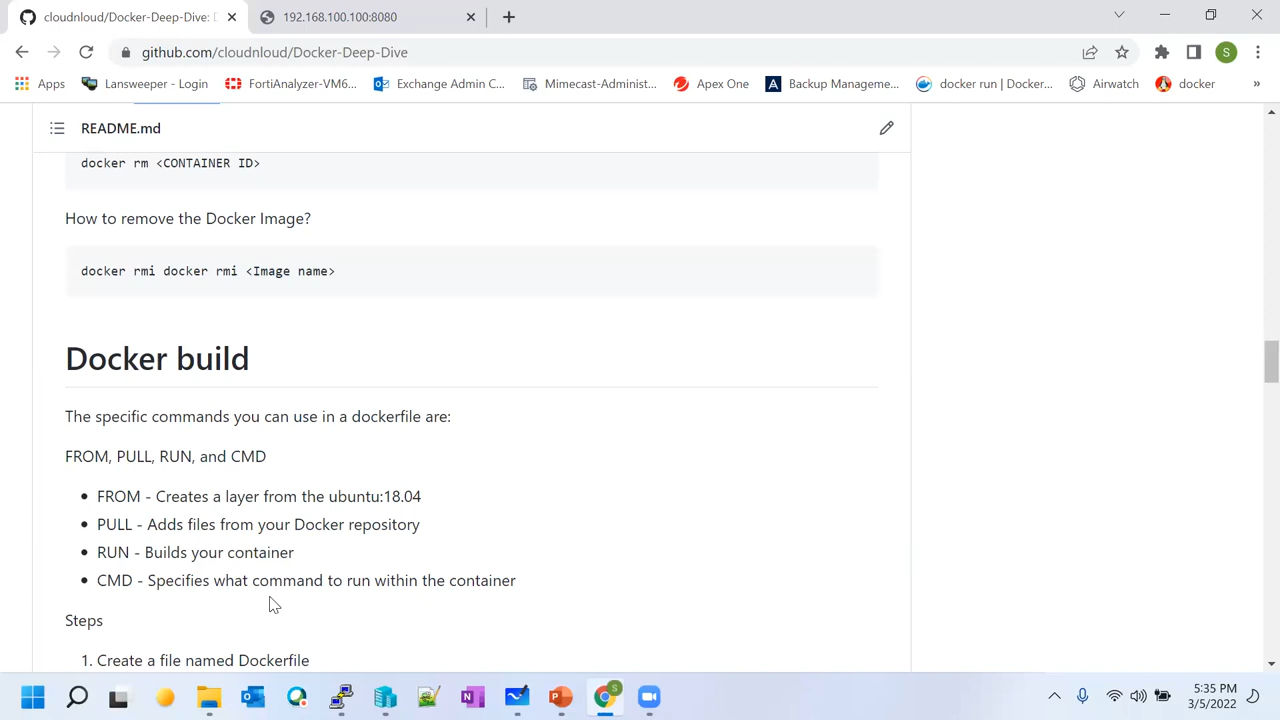 cloudnloud/Docker-Deep-Dive:
192.168.100.100:8080
github.com/cloudnloud/Docker-Deep-Dive
S
Apps
Lansweeper - Login
FortiAnalyzer-VM6...
Exchange Admin C...
Mimecast-Administ...
Apex One
Backup Manageme...
docker run | Docker...
Airwatch
docker
»
README.md
docker rm <CONTAINER ID>
How to remove the Docker Image?
docker rmi docker rmi <Image name>
Docker build
The specific commands you can use in a dockerfile are:
FROM, PULL, RUN, and CMD
• FROM - Creates a layer from the ubuntu:18.04
• PULL - Adds files from your Docker repository
• RUN - Builds your container
• CMD - Specifies what command to run within the container
Steps
1. Create a file named Dockerfile
5:35 PM
3/5/2022